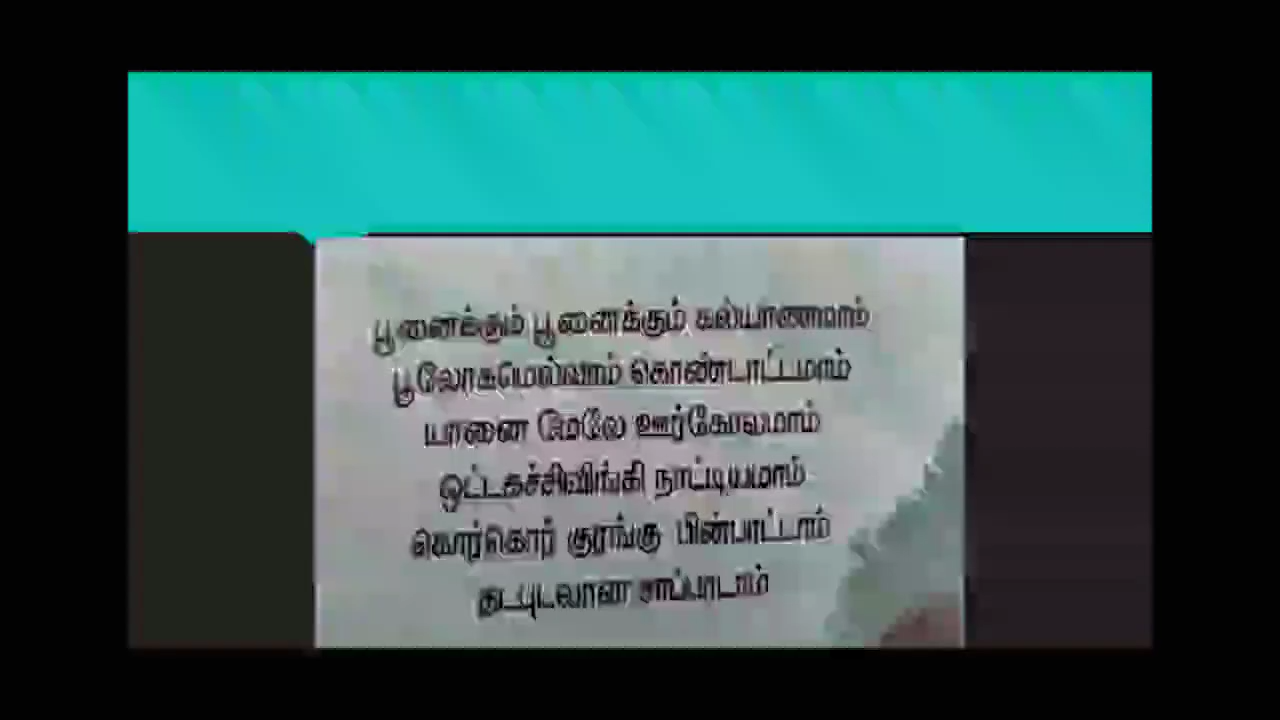 பூனைக்கும் பூனைக்கும் கல்யாணமாம்
பூலோகமெல்லாம் கொண்டாட்டமாம்
யானை மேலே ஊர்கோலமாம்
ஒட்டகச்சிவிங்கி நாட்டியமாம்
கொர்கொர் குரங்கு பின்பாட்டாம்
தடபுடலான சாப்பாடாம்